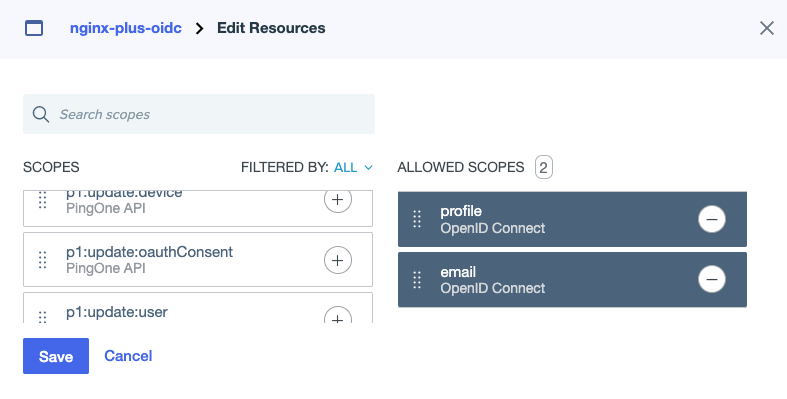 nginx-plus-oidc > Edit Resources
Search scopes
SCOPES FILTERED BY: ALL ALLOWED SCOPES 2
p1:update:device
PingOne API
p1:update:oauthConsent
PingOne API
p1:update:user
profile
OpenID Connect
email
OpenID Connect
Save Cancel